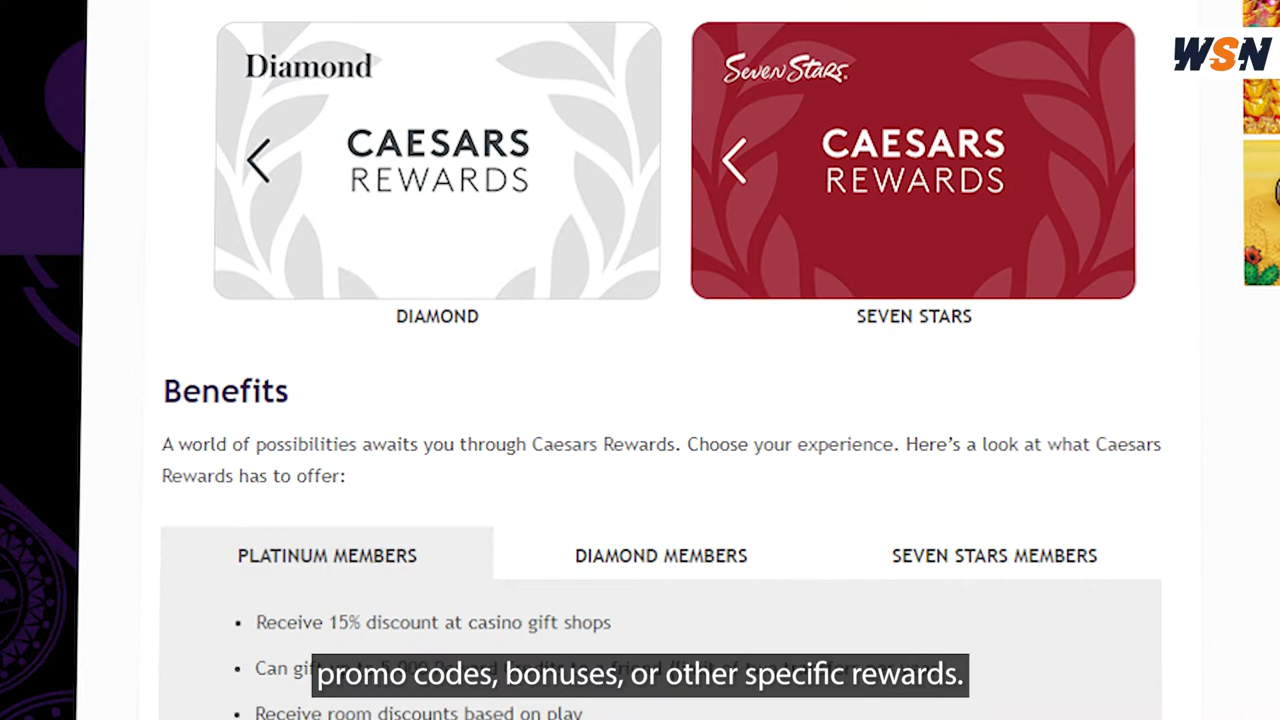 WSN
Diamond
CAESARS
REWARDS
Seven Stars
CAESARS
REWARDS
DIAMOND
SEVEN STARS
Benefits
A world of possibilities awaits you through Caesars Rewards. Choose your experience. Here's a look at what Caesars
Rewards has to offer:
PLATINUM MEMBERS
DIAMOND MEMBERS
SEVEN STARS MEMBERS
• Receive 15% discount at casino gift shops
• Can gift
promo codes, bonuses, or other specific rewards.
• Receive room discounts based on play